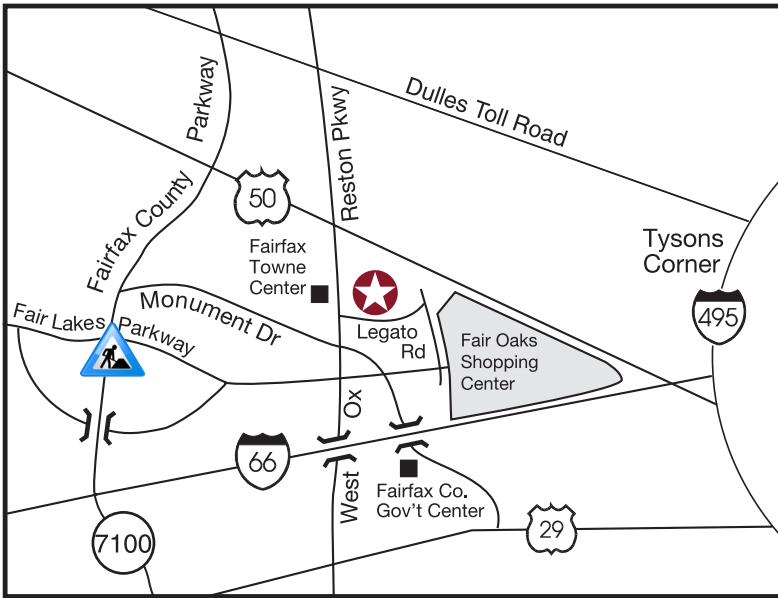 Parkway
Reston Pkwy
Dulles Toll Road
50
Fairfax County
Fairfax
Towne
Center
Tysons
Corner
495
Monument Dr
Fair Lakes
Parkway
Legato
Rd
Fair Oaks
Shopping
Center
Ox
66
West
Fairfax Co.
Gov't Center
29
7100